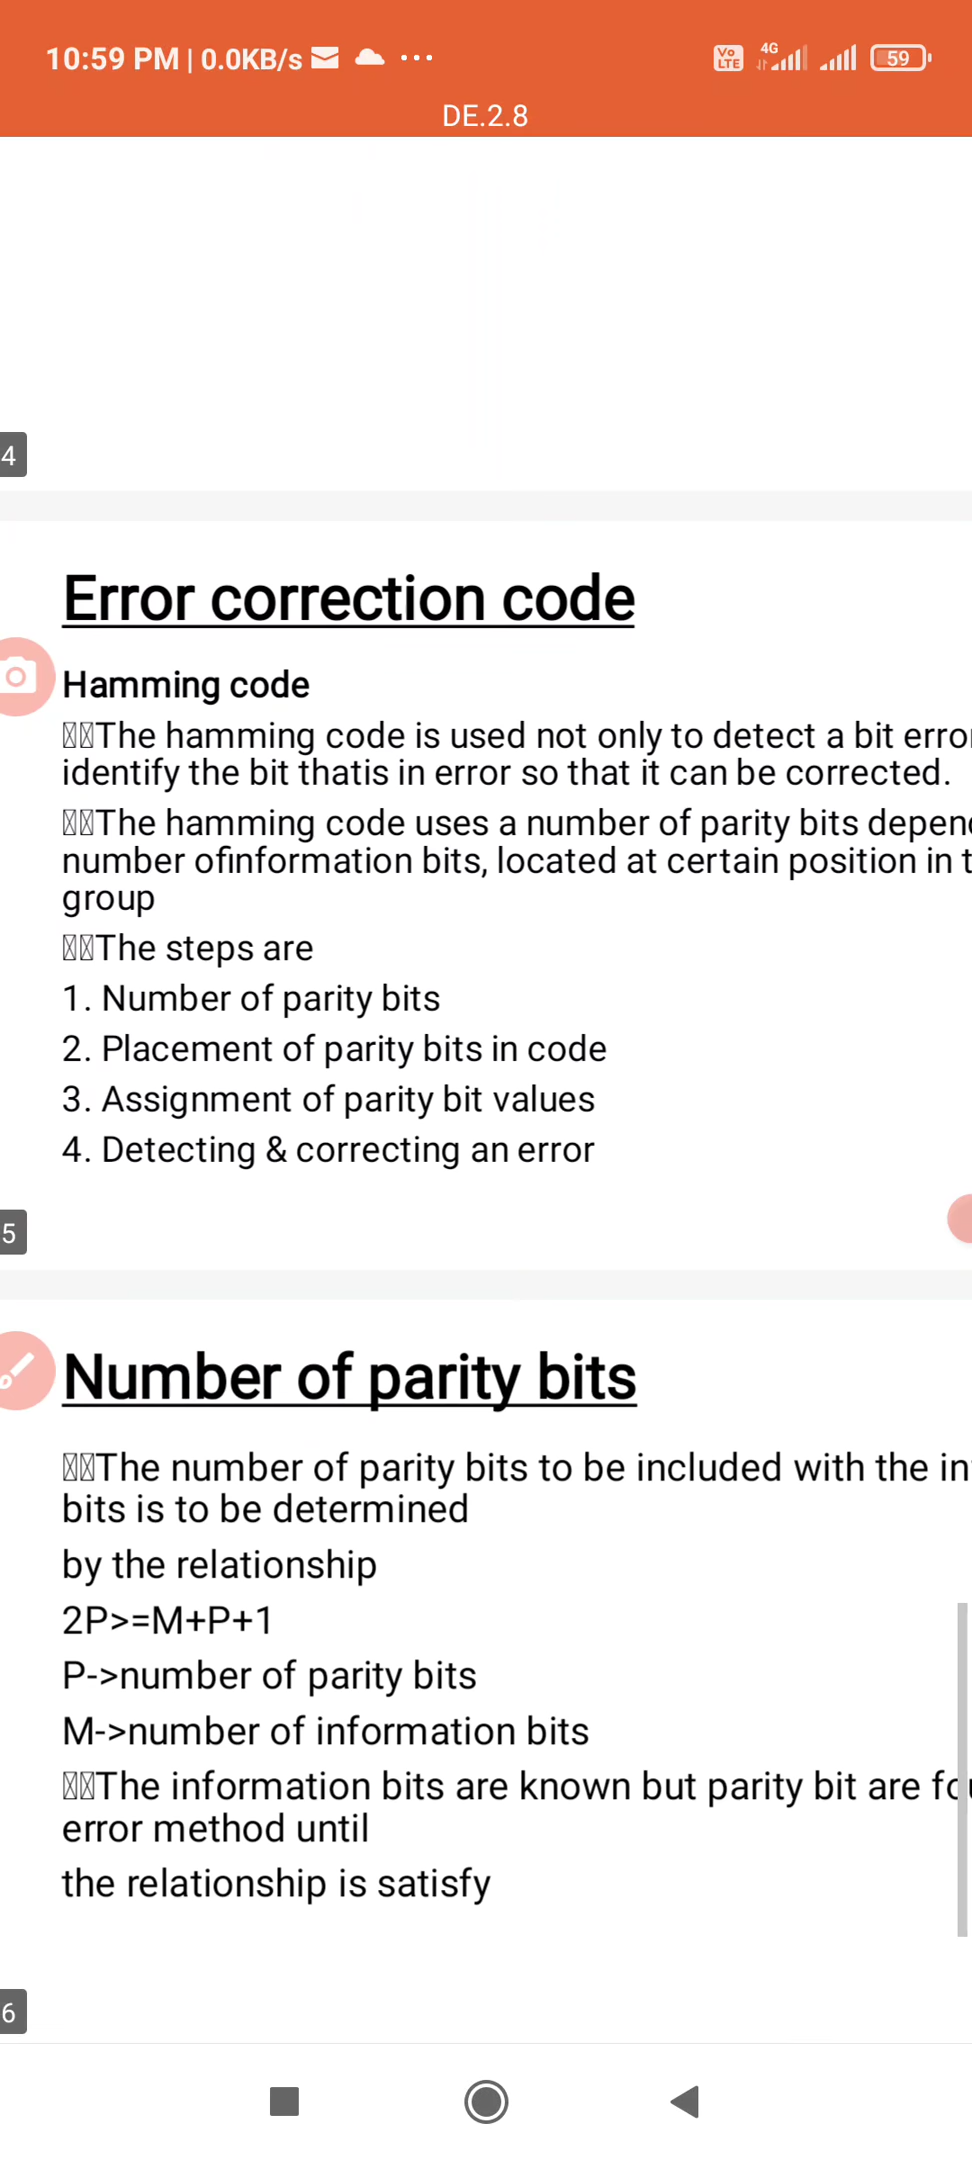 10:59 PM | 0.0KB/s ...
Vo LTE 4G 59
DE.2.8
4
Error correction code
Hamming code
The hamming code is used not only to detect a bit
identify the bit thatis in error so that it can be corrected.
The hamming code uses a number of parity bits
number ofinformation bits, located at certain position in
group
The steps are
1. Number of parity bits
2. Placement of parity bits in code
3. Assignment of parity bit values
4. Detecting & correcting an error
5
Number of parity bits
The number of parity bits to be included with the
bits is to be determined
by the relationship
2P>=M+P+1
P->number of parity bits
M->number of information bits
The information bits are known but parity bit are
error method until
the relationship is satisfy
6